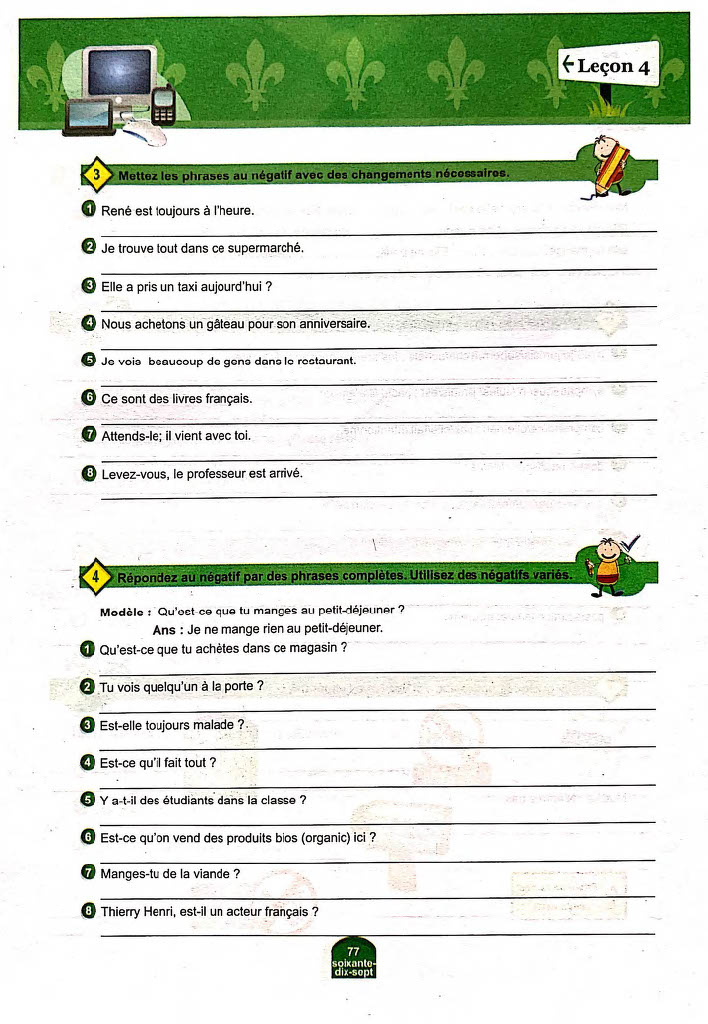 ←Leçon 4
3 Mettez les phrases au négatif avec des changements nécessaires.
1 René est toujours à l'heure.
2 Je trouve tout dans ce supermarché.
3 Elle a pris un taxi aujourd'hui ?
4 Nous achetons un gâteau pour son anniversaire.
5 Je vois beaucoup de gens dans le restaurant.
6 Ce sont des livres français.
7 Attends-le; il vient avec toi.
8 Levez-vous, le professeur est arrivé.
4 Répondez au négatif par des phrases complètes. Utilisez des négatifs variés.
Modèle : Qu'est-ce que tu manges au petit-déjeuner ?
Ans : Je ne mange rien au petit-déjeuner.
1 Qu'est-ce que tu achètes dans ce magasin ?
2 Tu vois quelqu'un à la porte ?
3 Est-elle toujours malade ?
4 Est-ce qu'il fait tout ?
5 Y a-t-il des étudiants dans la classe ?
6 Est-ce qu'on vend des produits bios (organic) ici ?
7 Manges-tu de la viande ?
8 Thierry Henri, est-il un acteur français ?
77
soixante-
dix-sept